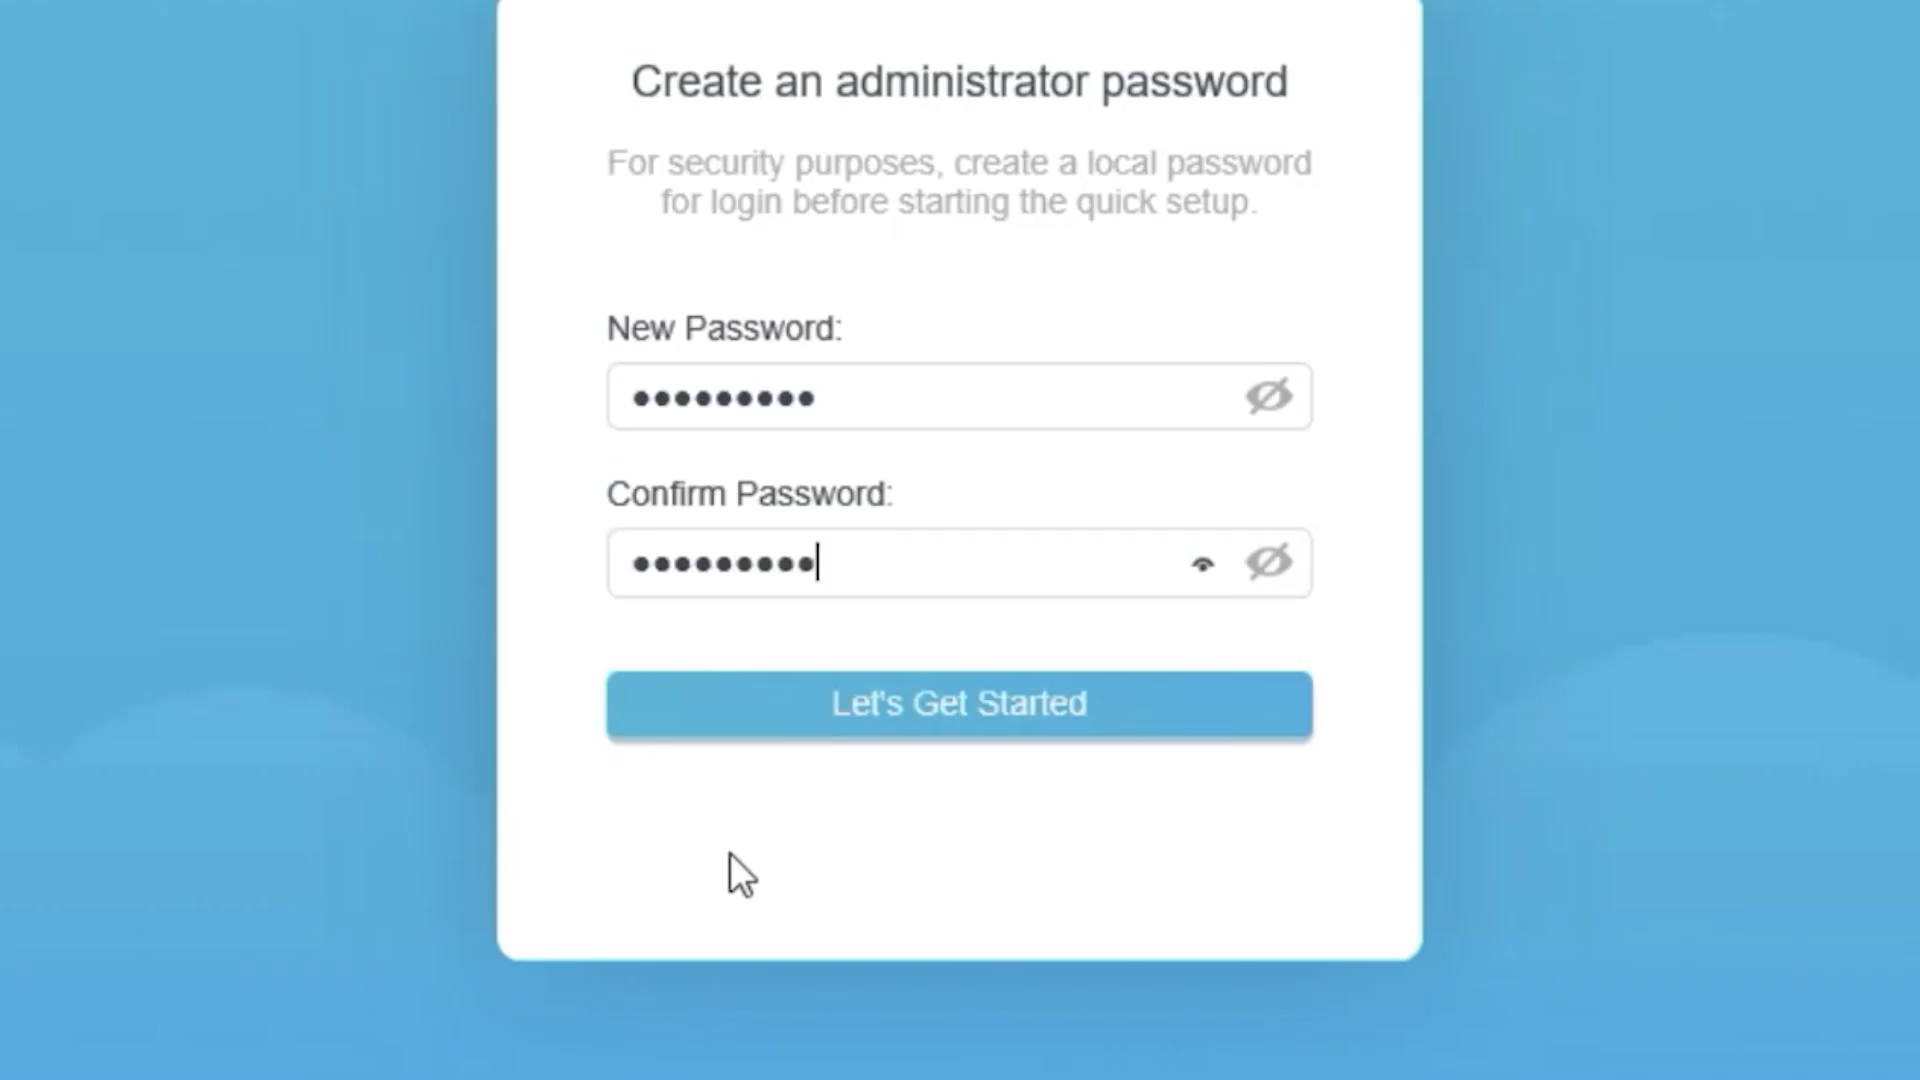 Create an administrator password
For security purposes, create a local password
for login before starting the quick setup.
New Password:
•••••••••
Confirm Password:
•••••••••
Let's Get Started